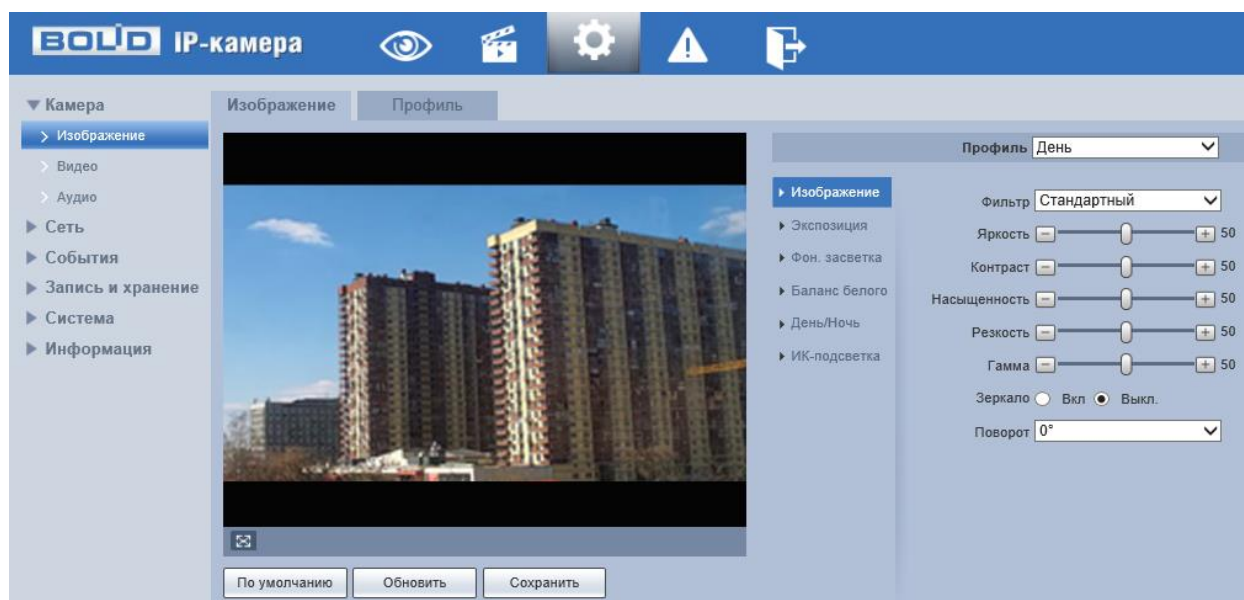 BOLID IP-камера
Камера
Изображение
Видео
Аудио
Сеть
События
Запись и хранение
Система
Информация
Изображение Профиль
Профиль День
Изображение
Экспозиция
Фон. засветка
Баланс белого
День/Ночь
ИК-подсветка
Фильтр Стандартный
Яркость 50
Контраст 50
Насыщенность 50
Резкость 50
Гамма 50
Зеркало Вкл Выкл.
Поворот 0°
По умолчанию Обновить Сохранить